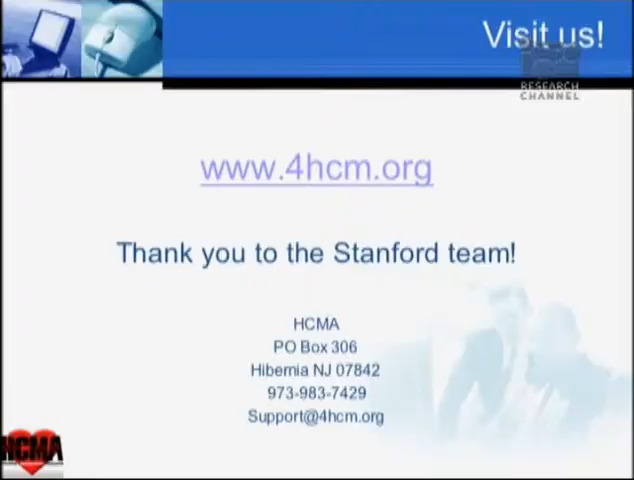 Visit us!
RESEARCH
CHANNEL
www.4hcm.org
Thank you to the Stanford team!
HCMA
PO Box 306
Hibernia NJ 07842
973-983-7429
Support@4hcm.org
HCMA